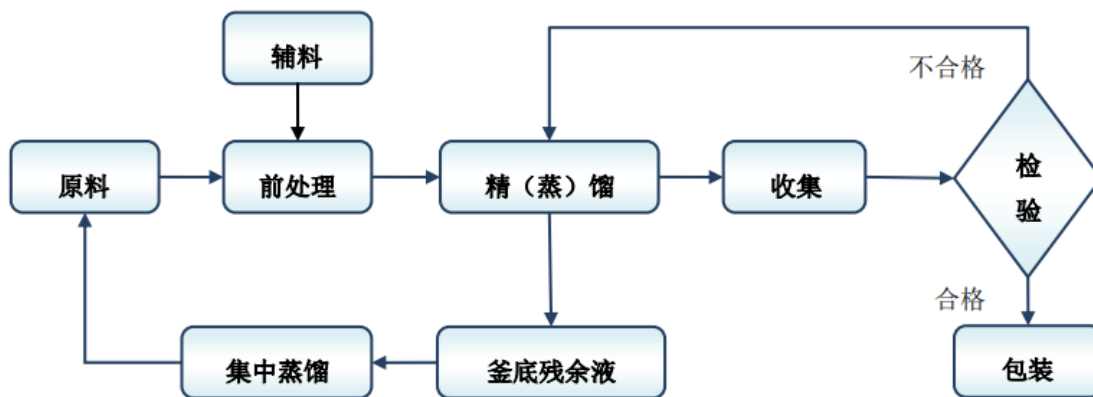 辅料
不合格
原料
前处理
精（蒸）馏
收集
检
验
合格
集中蒸馏
釜底残余液
包装